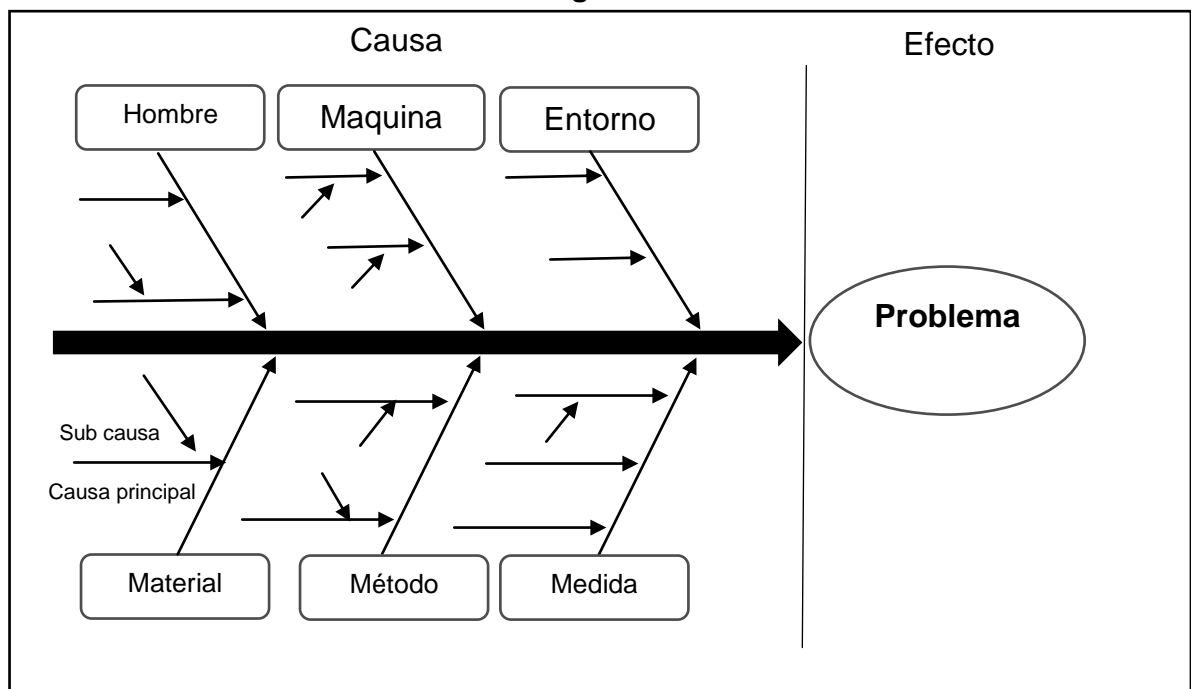 Causa
Efecto
Hombre
Maquina
Entorno
Problema
Sub causa
Causa principal
Material
Método
Medida